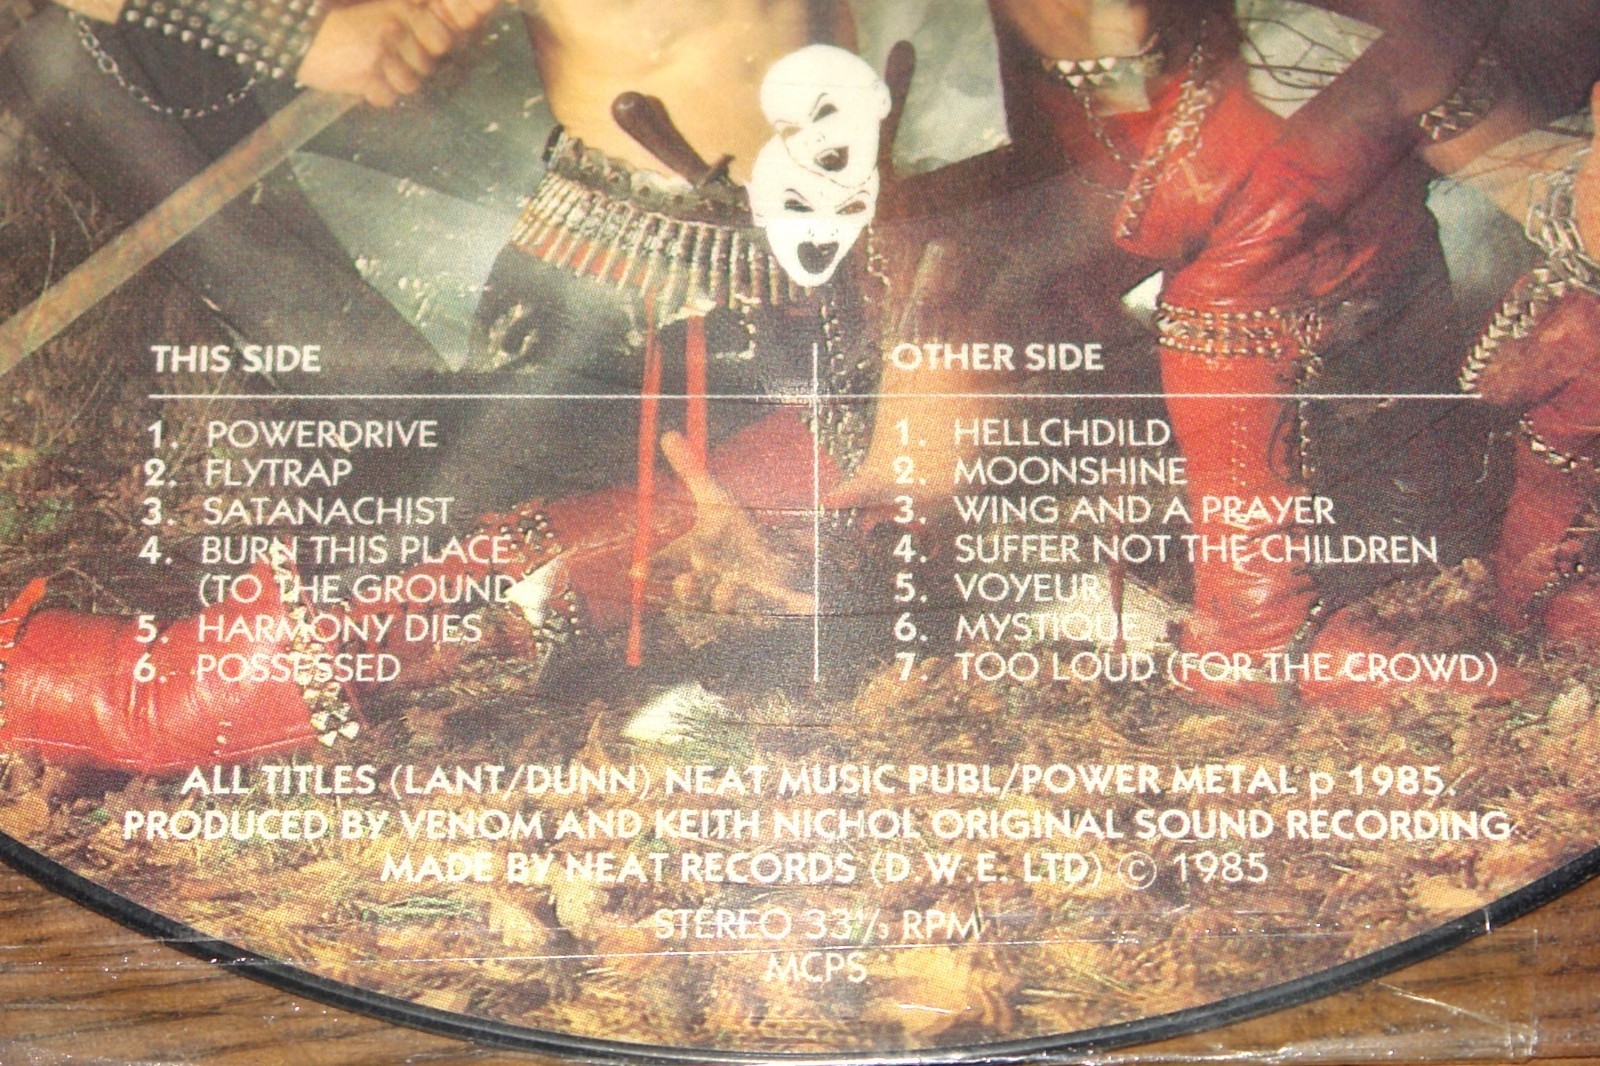 THIS SIDE
1. POWERDRIVE
2. FLYTRAP
3. SATANACHIST
4. BURN THIS PLACE
(TO THE GROUND
5. HARMONY DIES
6. POSSESSED
OTHER SIDE
1. HELLCHDILD
2. MOONSHINE
3. WING AND A PRAYER
4. SUFFER NOT THE CHILDREN
5. VOYEUR
6. MYSTIQUE
7. TOO LOUD (FOR THE CROWD)
ALL TITLES (LANT/DUNN) NEAT MUSIC PUBL/POWER METAL p 1985.
PRODUCED BY VENOM AND KEITH NICHOL ORIGINAL SOUND RECORDING
MADE BY NEAT RECORDS (D.W.E. LTD) © 1985
STEREO 33⅓ RPM
MCPS